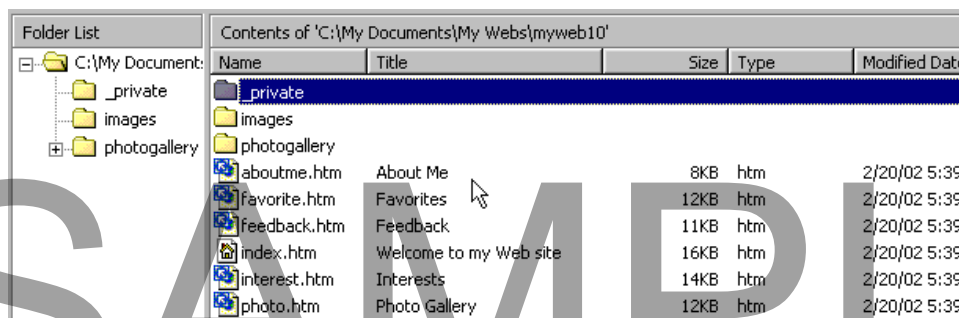 Folder List
Contents of 'C:\My Documents\My Webs\myweb10'
C:\My Document:
Name Title Size Type Modified Date
_private
_private
images
images
photogallery
photogallery
aboutme.htm About Me 8KB htm 2/20/02 5:39
favorite.htm Favorites 12KB htm 2/20/02 5:39
feedback.htm Feedback 11KB htm 2/20/02 5:39
index.htm Welcome to my Web site 16KB htm 2/20/02 5:39
interest.htm Interests 14KB htm 2/20/02 5:39
photo.htm Photo Gallery 12KB htm 2/20/02 5:39
SAMPL